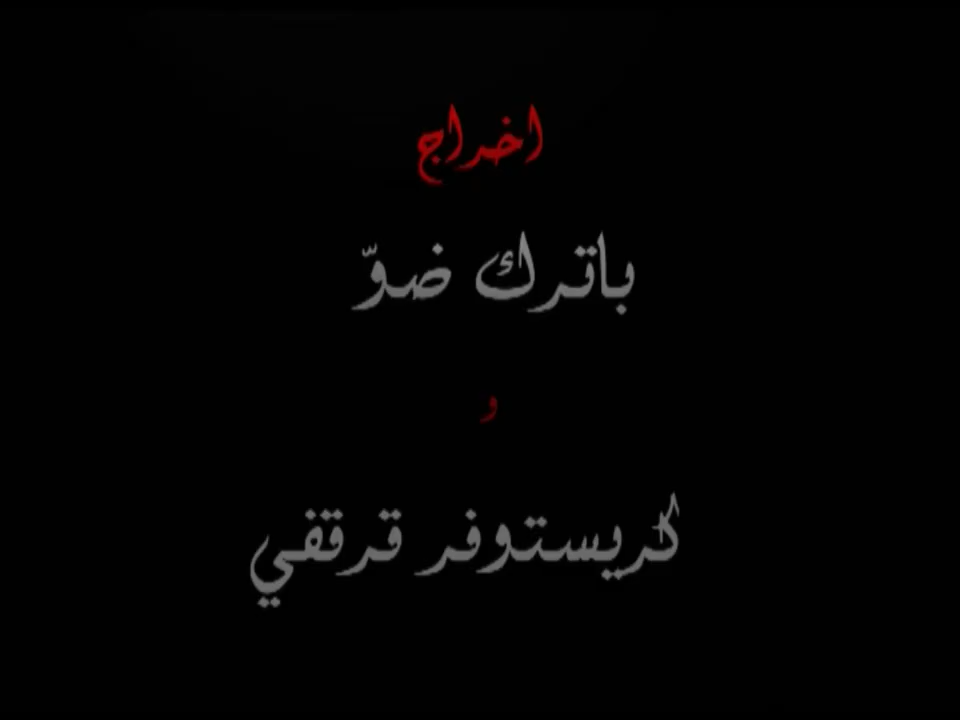 اخراج
باترك ضوّ
و
كريستوفر قرقفي